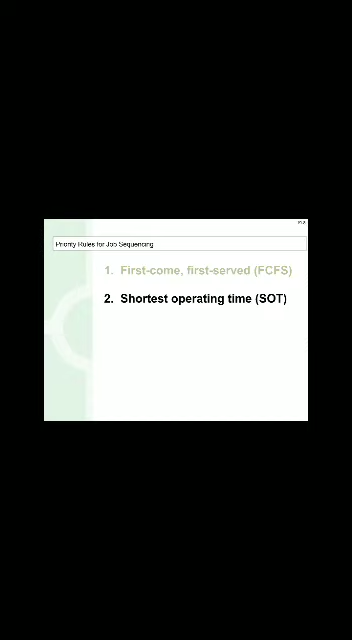 Priority Rules for Job Sequencing
1. First-come, first-served (FCFS)
2. Shortest operating time (SOT)